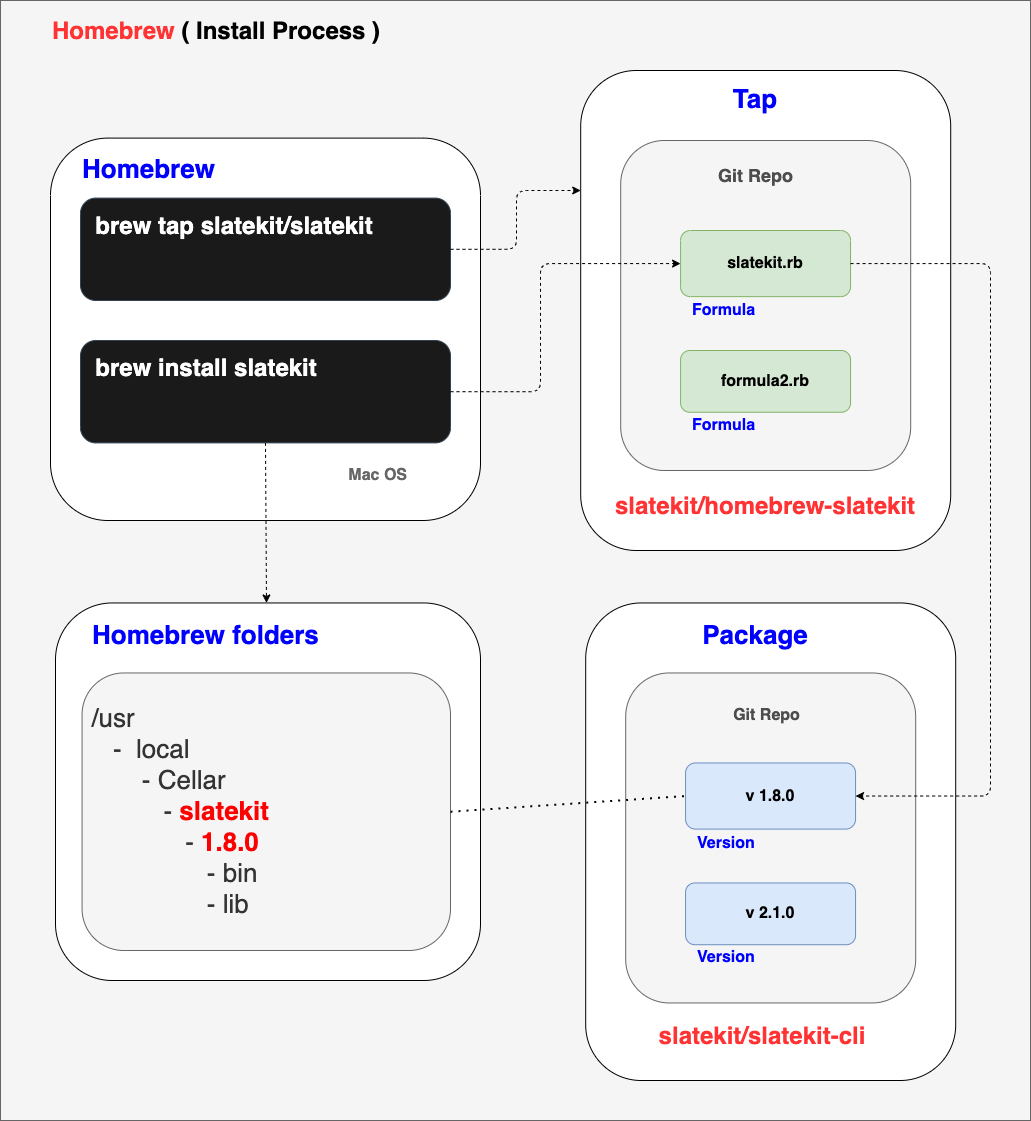 Homebrew ( Install Process )
Homebrew
brew tap slatekit/slatekit
brew install slatekit
Mac OS
Tap
Git Repo
slatekit.rb
Formula
formula2.rb
Formula
slatekit/homebrew-slatekit
Homebrew folders
/usr
- local
- Cellar
- slatekit
- 1.8.0
- bin
- lib
Package
Git Repo
v 1.8.0
Version
v 2.1.0
Version
slatekit/slatekit-cli